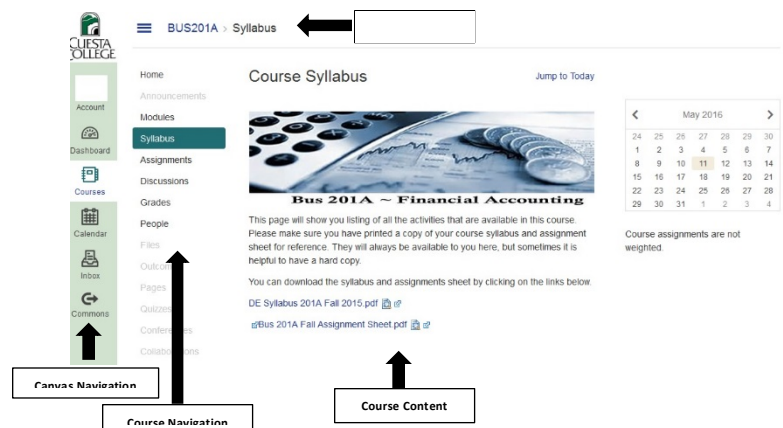 CUESTA
COLLEGE
BUS201A > Syllabus
Account
Dashboard
Courses
Calendar
Inbox
Commons
Home
Announcements
Modules
Syllabus
Assignments
Discussions
Grades
People
Files
Outcom
Pages
Quizzes
Conferences
Collaborations
Course Syllabus
Jump to Today
Bus 201A ~ Financial Accounting
This page will show you listing of all the activities that are available in this course.
Please make sure you have printed a copy of your course syllabus and assignment
sheet for reference. They will always be available to you here, but sometimes it is
helpful to have a hard copy.
You can download the syllabus and assignments sheet by clicking on the links below.
DE Syllabus 201A Fall 2015.pdf
Bus 201A Fall Assignment Sheet.pdf
May 2016
24 25 26 27 28 29 30
1 2 3 4 5 6 7
8 9 10 11 12 13 14
15 16 17 18 19 20 21
22 23 24 25 26 27 28
29 30 31 1 2 3 4
Course assignments are not
weighted.
Canvas Navigation
Course Navigation
Course Content